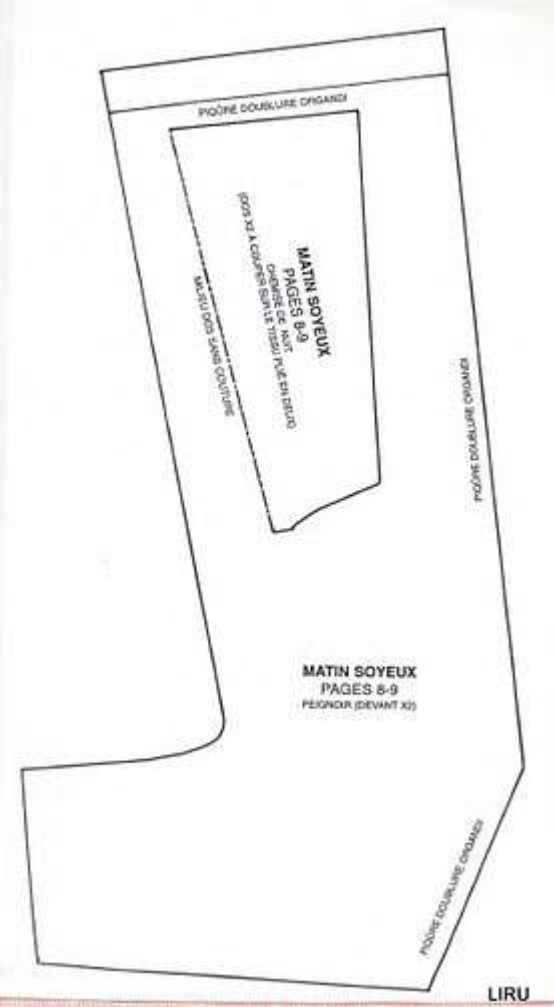 PIQÛRE DOUBLURE ORGANDI
MATIN SOYEUX
PAGES 8-9
CHEMISE DE NUIT
(DOS X2 À COUPER SUR LE TISSU PLIÉ EN DEUX)
MILIEU DOS SANS COUTURE
PIQÛRE DOUBLURE ORGANDI
MATIN SOYEUX
PAGES 8-9
PEIGNOIR (DEVANT X2)
PIQÛRE DOUBLURE ORGANDI
LIRU